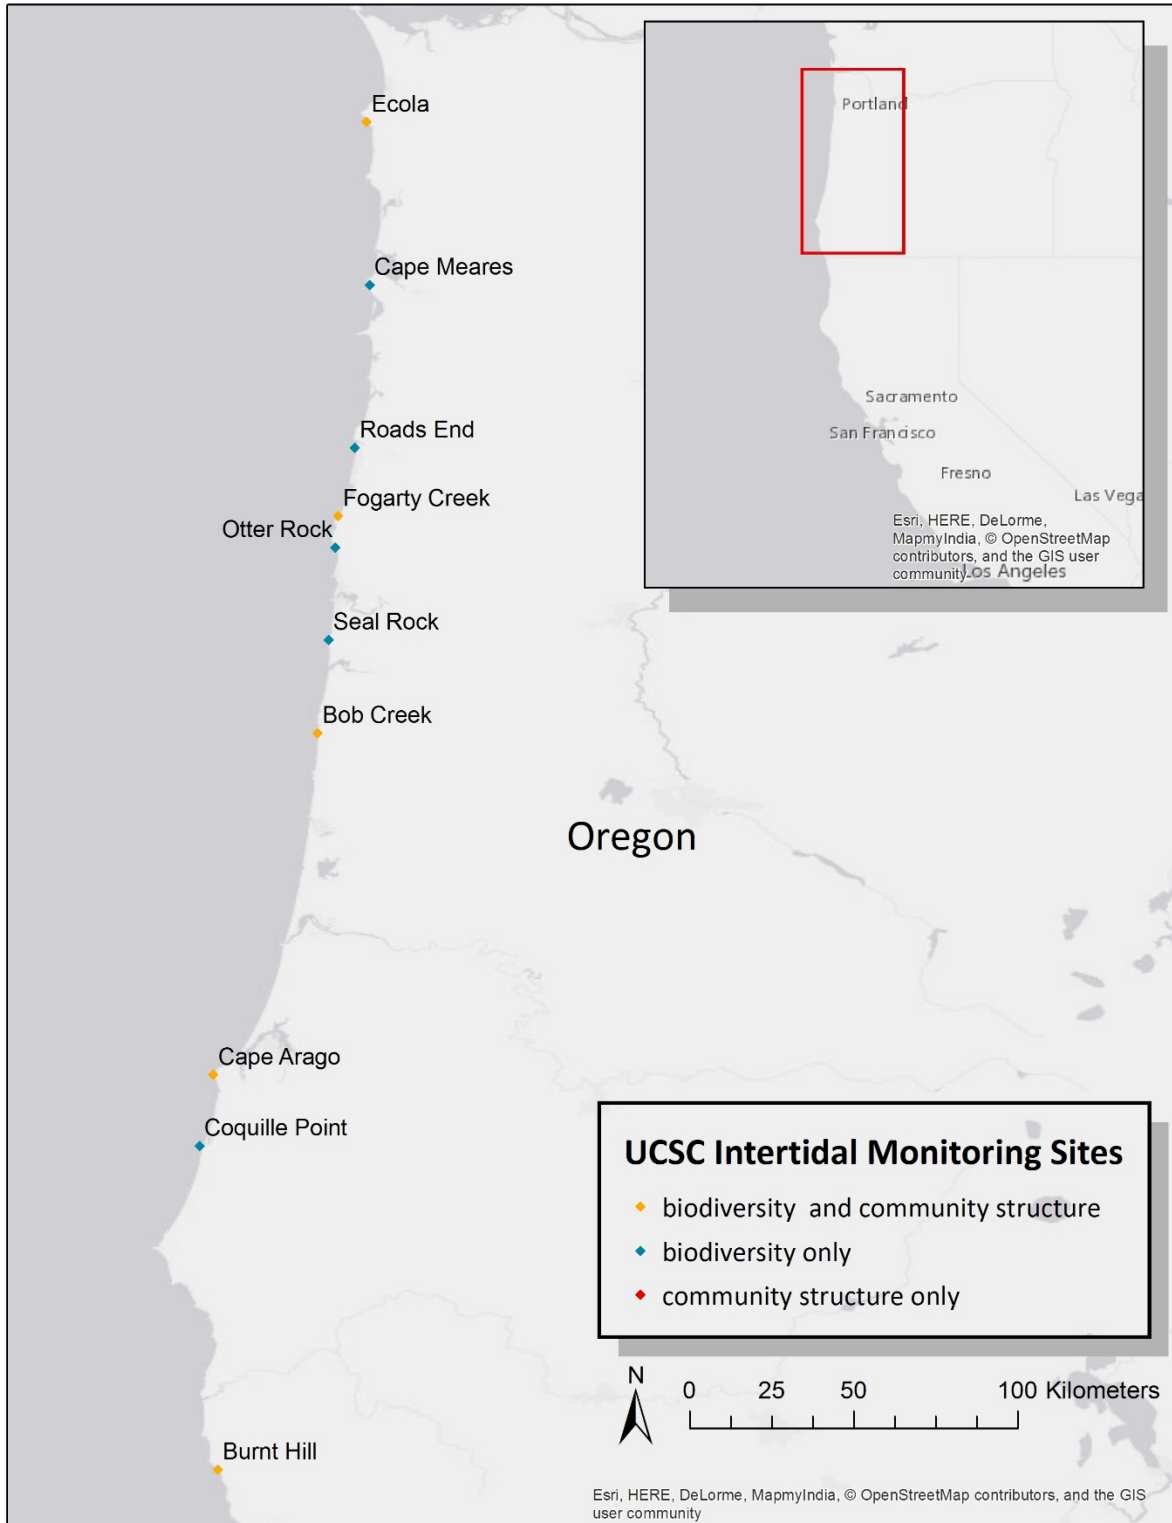 Ecola
Cape Meares
Roads End
Fogarty Creek
Otter Rock
Seal Rock
Bob Creek
Oregon
Cape Arago
Coquille Point
Burnt Hill
Portland
Sacramento
San Francisco
Fresno
Las Vega
Los Angeles
Esri, HERE, DeLorme,
MapmyIndia, © OpenStreetMap
contributors, and the GIS user
community
UCSC Intertidal Monitoring Sites
biodiversity and community structure
biodiversity only
community structure only
N
0 25 50 100 Kilometers
Esri, HERE, DeLorme, MapmyIndia, © OpenStreetMap contributors, and the GIS
user community